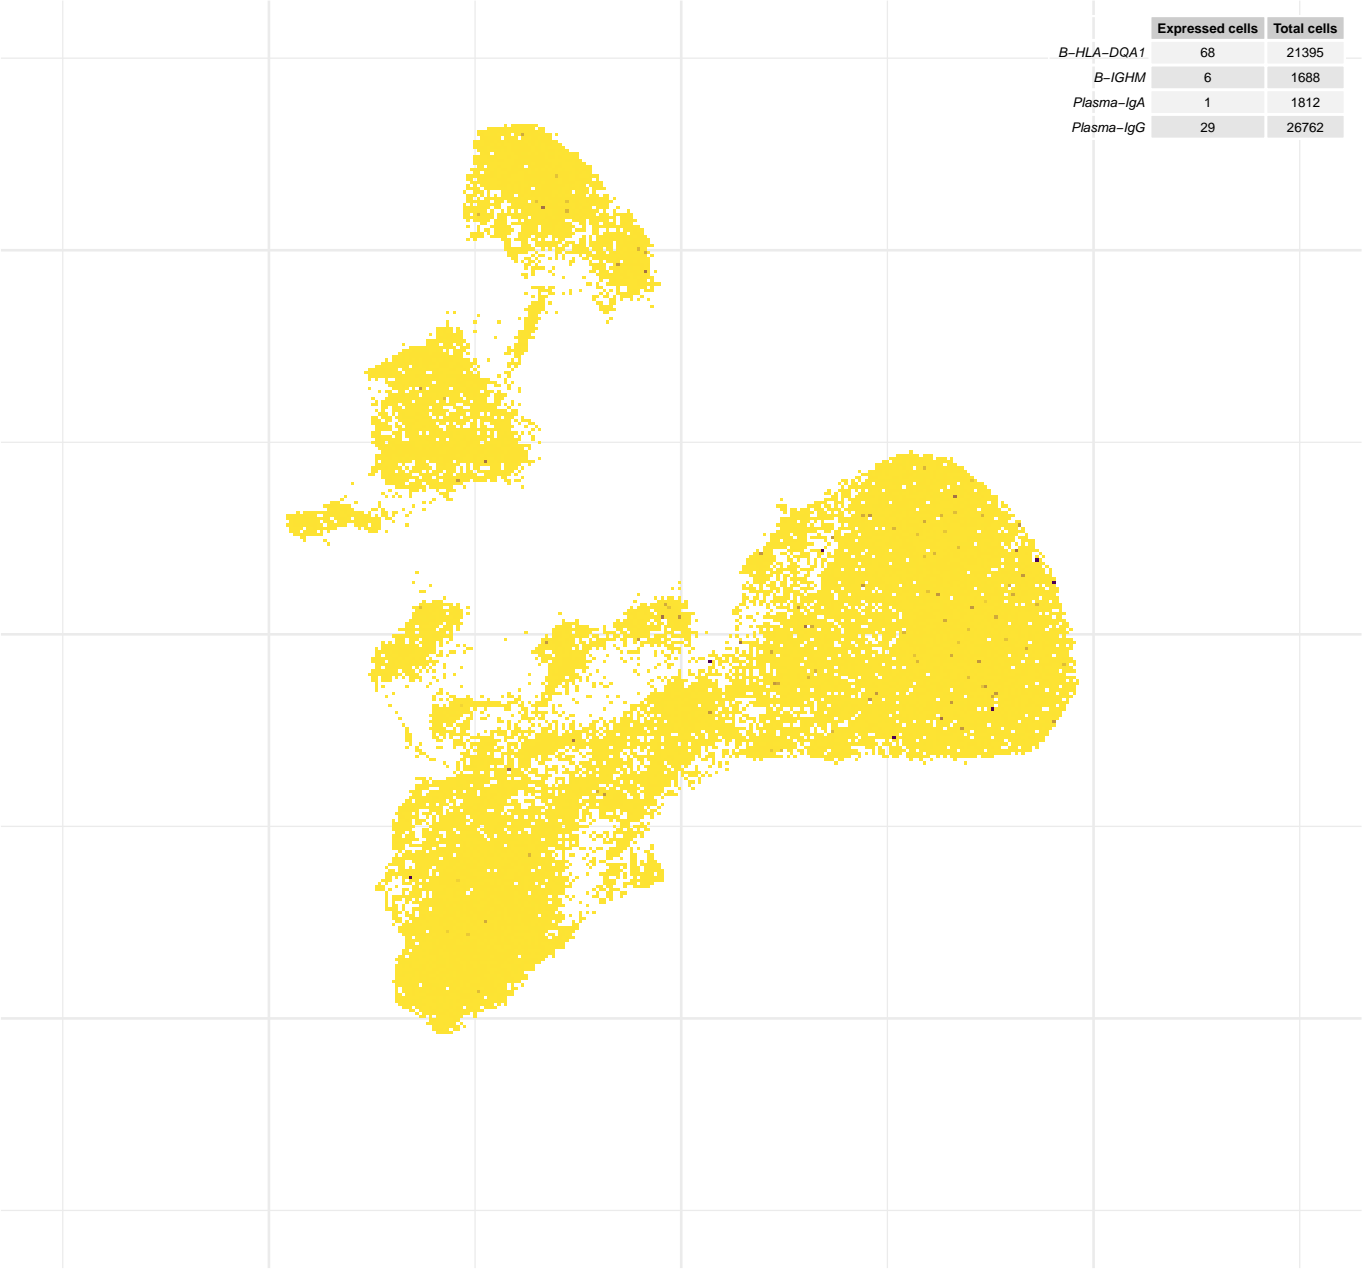 Expressed cells Total cells
B−HLA−DQA1 68 21395
B−IGHM 6 1688
Plasma−IgA 1 1812
Plasma−IgG 29 26762